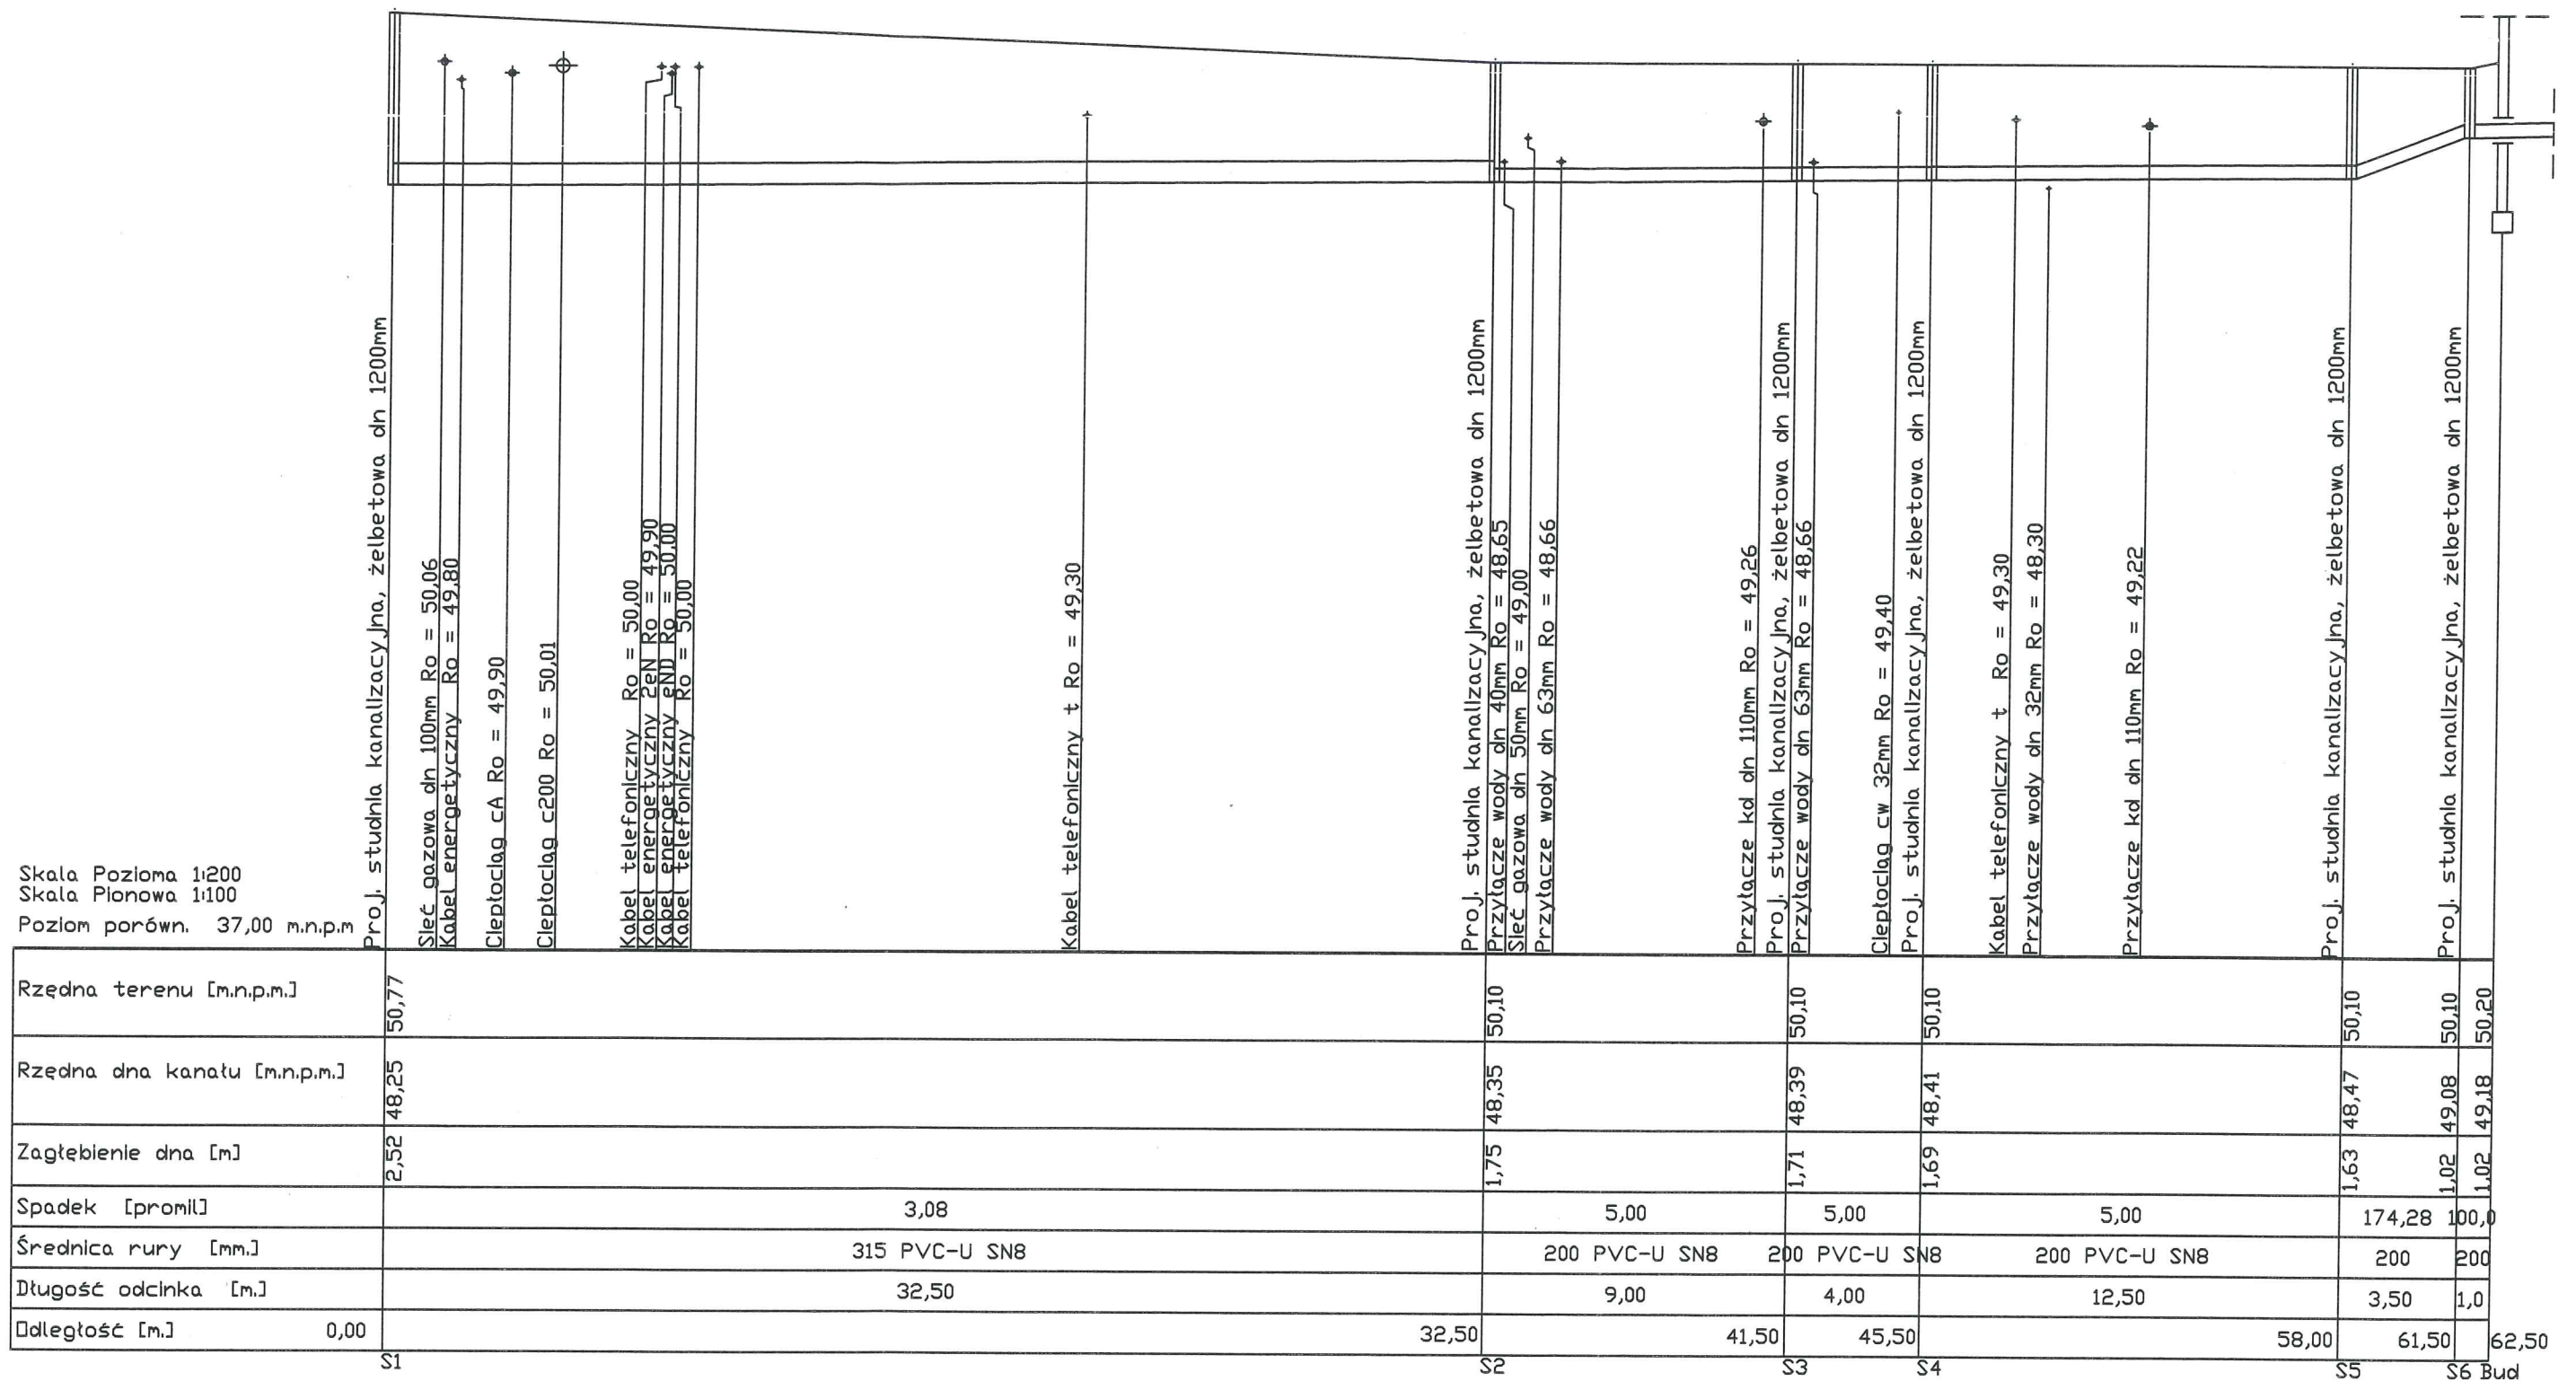 Proj. studnia kanalizacyjna, żelbetowa dn 1200mm
Sieć gazowa dn 100mm Ro = 50,06
Kabel energetyczny Ro = 49,80
Ciepłociąg cA Ro = 49,90
Ciepłociąg c200 Ro = 50,01
Kabel telefoniczny Ro = 50,00
Kabel energetyczny 2eN Ro = 49,90
Kabel energetyczny eND Ro = 50,00
Kabel telefoniczny Ro = 50,00
Kabel telefoniczny t Ro = 49,30
Proj. studnia kanalizacyjna, żelbetowa dn 1200mm
Przyłącze wody dn 40mm Ro = 48,65
Sieć gazowa dn 50mm Ro = 49,00
Przyłącze wody dn 63mm Ro = 48,66
Przyłącze kd dn 110mm Ro = 49,26
Proj. studnia kanalizacyjna, żelbetowa dn 1200mm
Przyłącze wody dn 63mm Ro = 48,66
Ciepłociąg cw 32mm Ro = 49,40
Proj. studnia kanalizacyjna, żelbetowa dn 1200mm
Kabel telefoniczny t Ro = 49,30
Przyłącze wody dn 32mm Ro = 48,30
Przyłącze kd dn 110mm Ro = 49,22
Proj. studnia kanalizacyjna, żelbetowa dn 1200mm
Proj. studnia kanalizacyjna, żelbetowa dn 1200mm
Skala Pozioma 1:200
Skala Pionowa 1:100
Poziom porówn. 37,00 m.n.p.m
Rzędna terenu [m.n.p.m.] 50,77 50,10 50,10 50,10 50,10 50,10 50,20
Rzędna dna kanału [m.n.p.m.] 48,25 48,35 48,39 48,41 48,47 49,08 49,18
Zagłębienie dna [m] 2,52 1,75 1,71 1,69 1,63 1,02 1,02
Spadek [promil] 3,08 5,00 5,00 5,00 174,28 100,0
Średnica rury [mm.] 315 PVC-U SN8 200 PVC-U SN8 200 PVC-U SN8 200 PVC-U SN8 200 200
Długość odcinka [m.] 32,50 9,00 4,00 12,50 3,50 1,0
Odległość [m.] 0,00 32,50 41,50 45,50 58,00 61,50 62,50
S1 S2 S3 S4 S5 S6 Bud